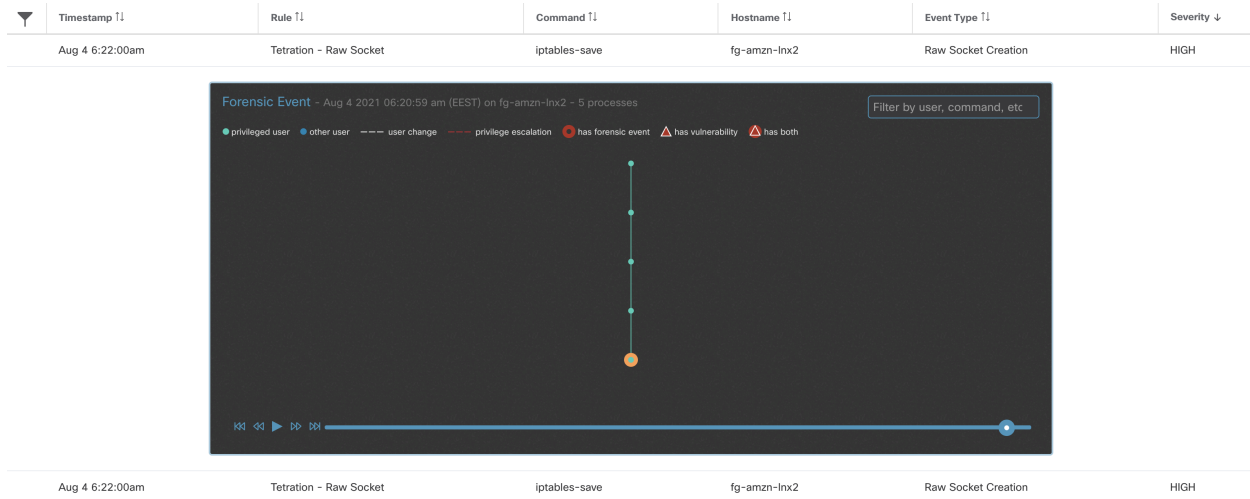 Timestamp ↑↓ Rule ↑↓ Command ↑↓ Hostname ↑↓ Event Type ↑↓ Severity ↓
Aug 4 6:22:00am Tetration - Raw Socket iptables-save fg-amzn-lnx2 Raw Socket Creation HIGH
Forensic Event - Aug 4 2021 06:20:59 am (EEST) on fg-amzn-lnx2 - 5 processes
Filter by user, command, etc
privileged user other user user change privilege escalation has forensic event has vulnerability has both
Aug 4 6:22:00am Tetration - Raw Socket iptables-save fg-amzn-lnx2 Raw Socket Creation HIGH